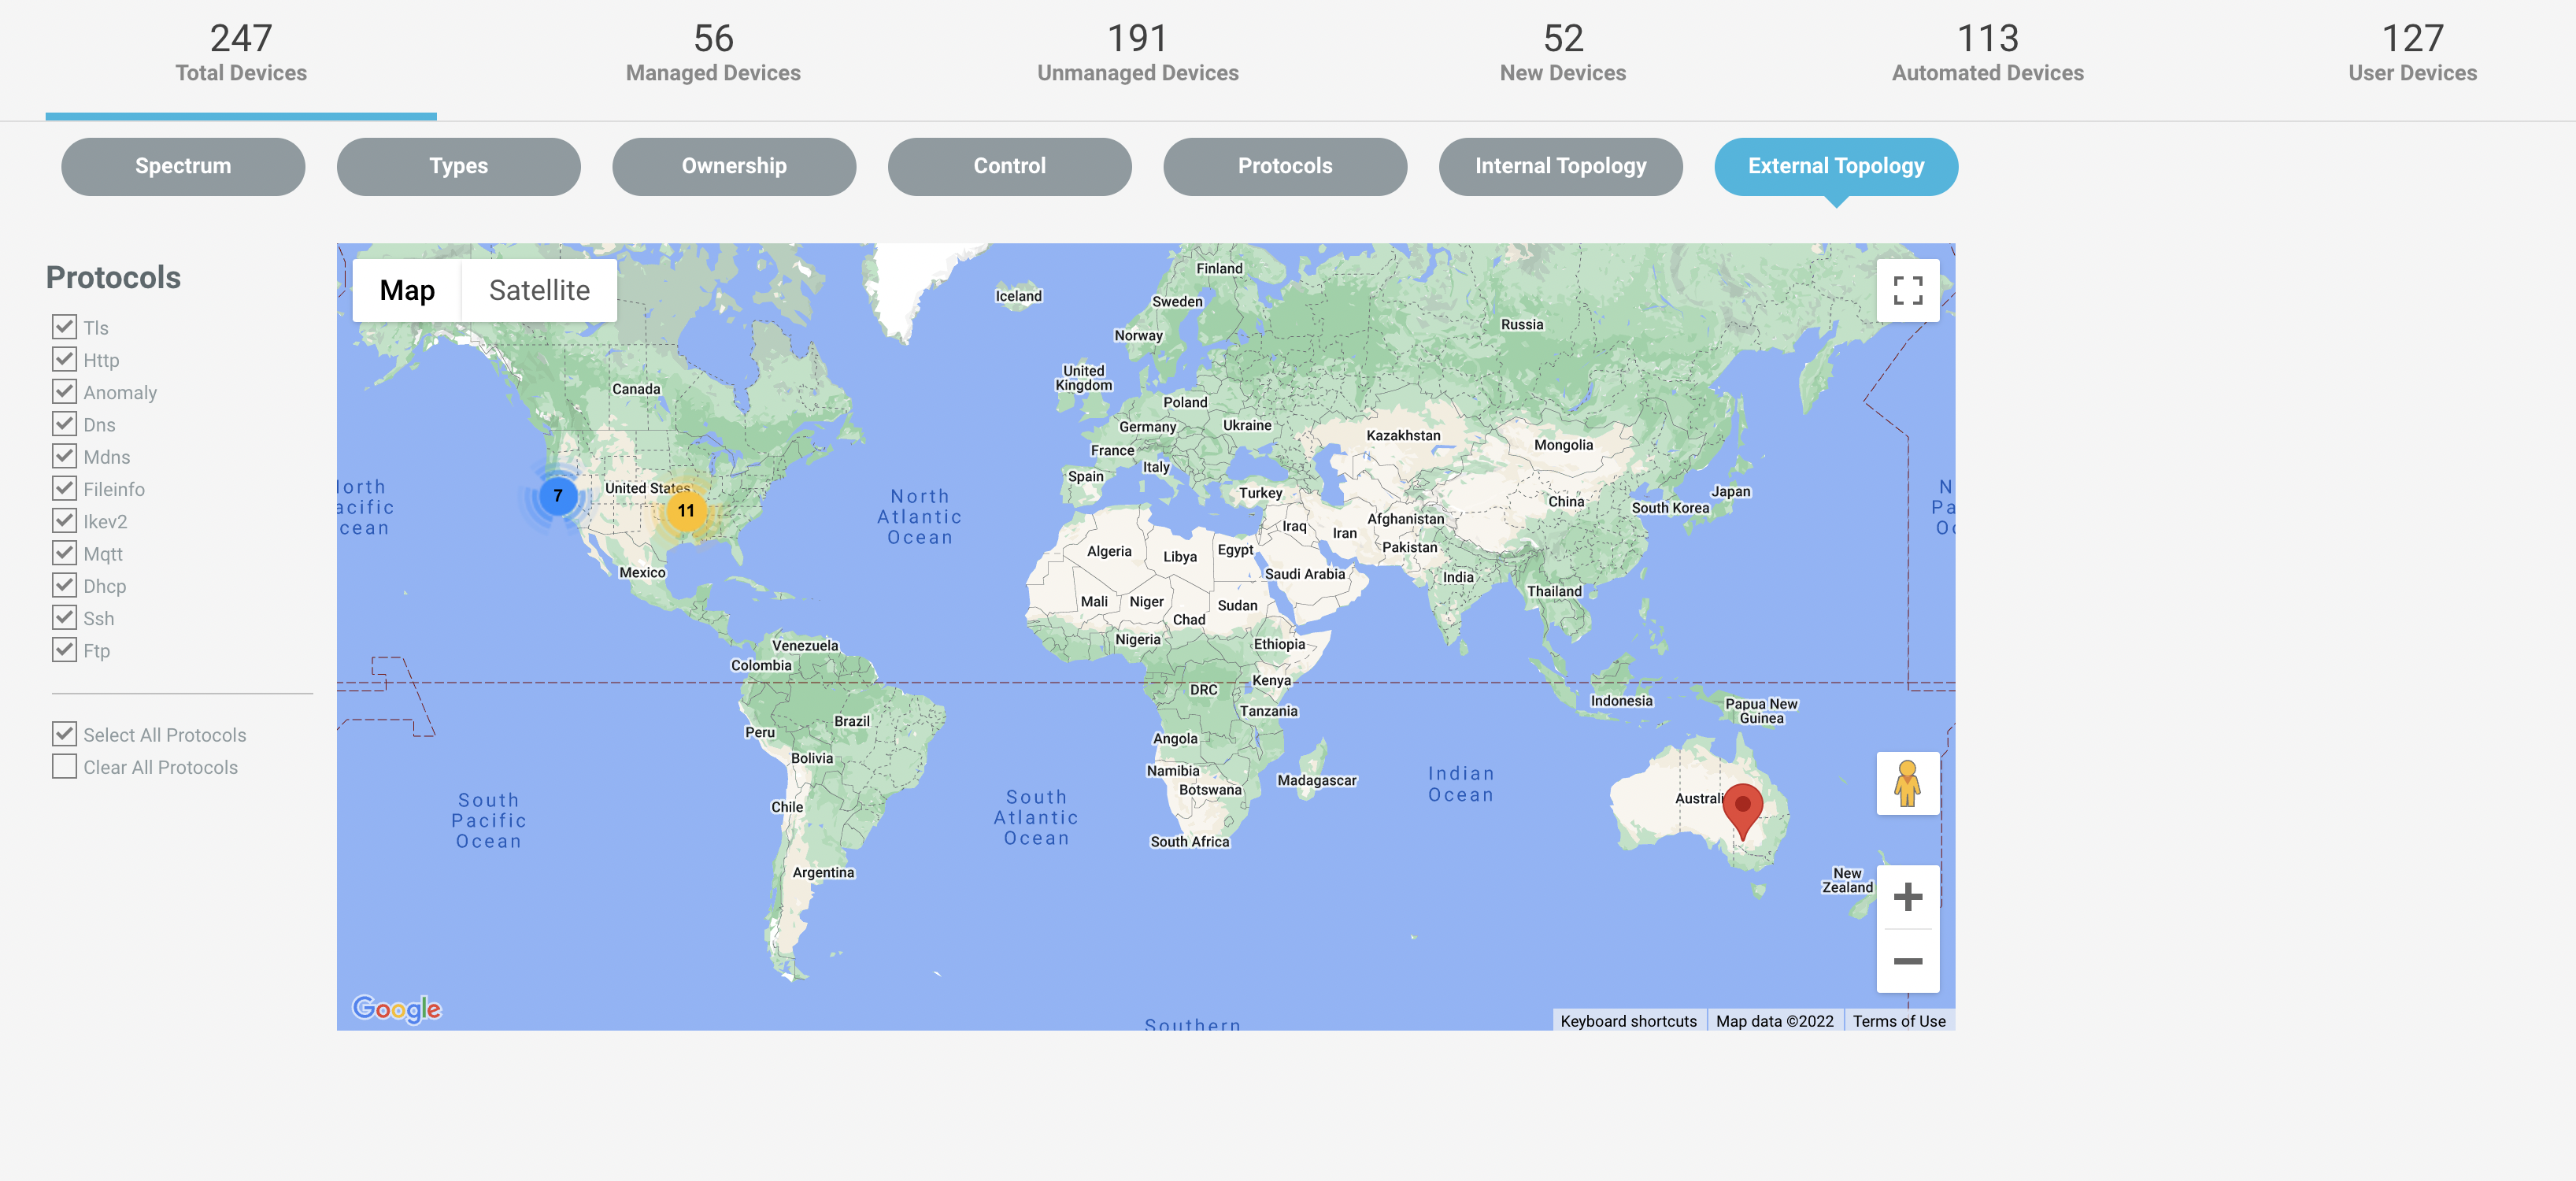 247
Total Devices
56
Managed Devices
191
Unmanaged Devices
52
New Devices
113
Automated Devices
127
User Devices
Spectrum
Types
Ownership
Control
Protocols
Internal Topology
External Topology
Protocols
Tls
Http
Anomaly
Dns
Mdns
Fileinfo
Ikev2
Mqtt
Dhcp
Ssh
Ftp
Select All Protocols
Clear All Protocols
Map
Satellite
Finland
Iceland
Sweden
Russia
Norway
United
Kingdom
Canada
Poland
Germany
Ukraine
Kazakhstan
Mongolia
France
Italy
Spain
United States
7
11
Turkey
Japan
China
South Korea
North
Atlantic
Ocean
orth
acific
cean
N
Pa
Oc
Iraq
Afghanistan
Iran
Pakistan
Algeria
Libya
Egypt
Saudi Arabia
India
Mexico
Thailand
Mali
Niger
Sudan
Chad
Nigeria
Ethiopia
Venezuela
Colombia
Kenya
DRC
Indonesia
Papua New
Guinea
Tanzania
Brazil
Peru
Angola
Bolivia
Namibia
Madagascar
Botswana
Indian
Ocean
Chile
South
Pacific
Ocean
South
Atlantic
Ocean
Australi
South Africa
Argentina
New
Zealand
Google
Southern
Keyboard shortcuts
Map data ©2022
Terms of Use